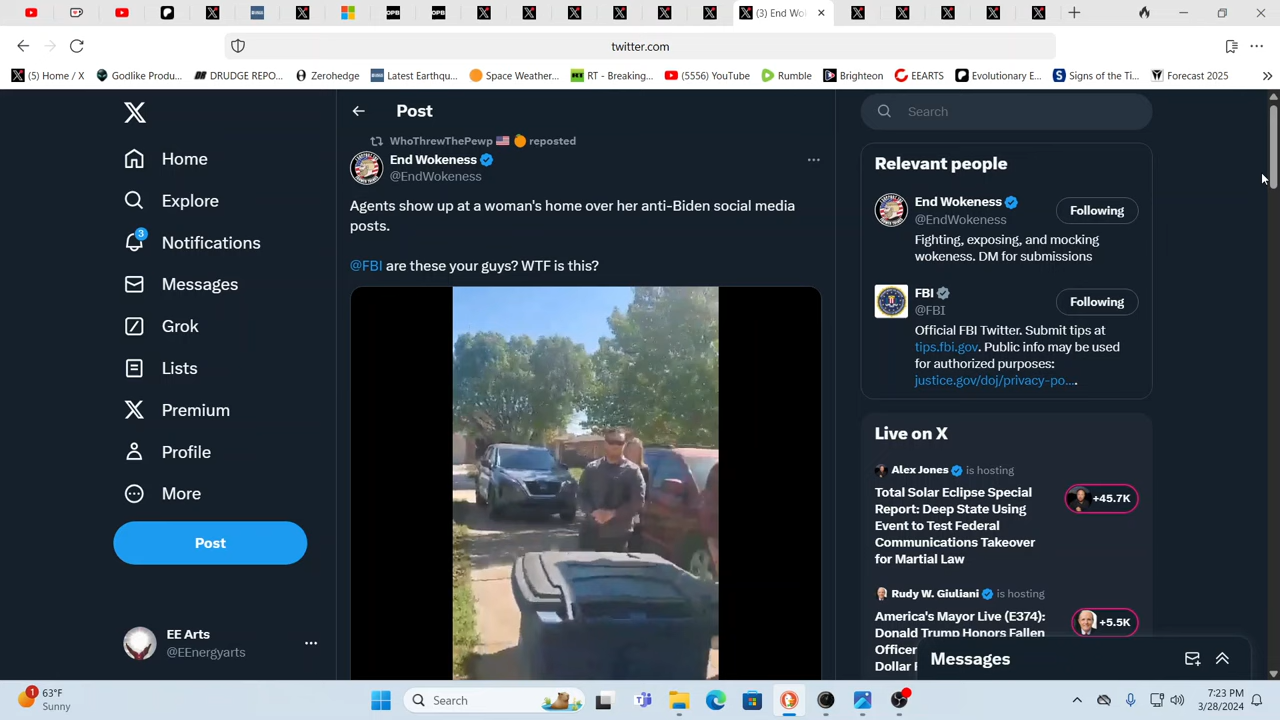 (3) End Wo
twitter.com
(5) Home / X
Godlike Produ...
DRUDGE REPO...
Zerohedge
Latest Earthqu...
Space Weather...
RT - Breaking...
(5556) YouTube
Rumble
Brighteon
EEARTS
Evolutionary E...
Signs of the Ti...
Forecast 2025
Home
Explore
3
Notifications
Messages
Grok
Lists
Premium
Profile
More
Post
EE Arts
@EEnergyarts
Post
WhoThrewThePewp 🇺🇸 🍊 reposted
End Wokeness
@EndWokeness
Agents show up at a woman's home over her anti-Biden social media
posts.
@FBI are these your guys? WTF is this?
Search
Relevant people
End Wokeness
@EndWokeness
Following
Fighting, exposing, and mocking
wokeness. DM for submissions
FBI
@FBI
Following
Official FBI Twitter. Submit tips at
tips.fbi.gov. Public info may be used
for authorized purposes:
justice.gov/doj/privacy-po....
Live on X
Alex Jones is hosting
Total Solar Eclipse Special
Report: Deep State Using
Event to Test Federal
Communications Takeover
for Martial Law
+45.7K
Rudy W. Giuliani is hosting
America's Mayor Live (E374):
Donald Trump Honors Fallen
Officer
Dollar F
+5.5K
Messages
1
63°F
Sunny
Search
7:23 PM
3/28/2024